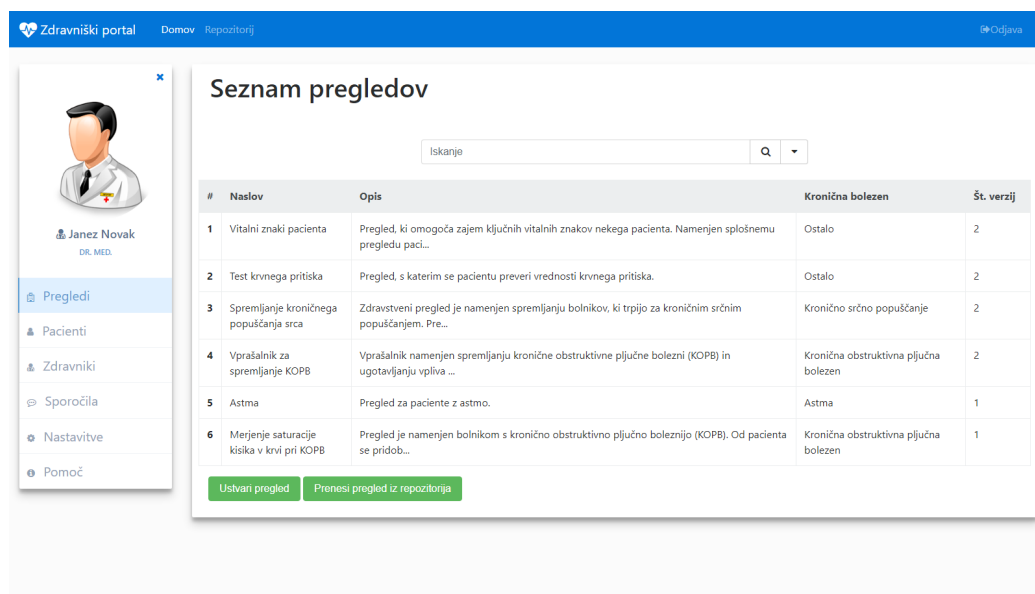 Zdravniški portal Domov Repozitorij Odjava
Janez Novak
DR. MED.
Pregledi
Pacienti
Zdravniki
Sporočila
Nastavitve
Pomoč
Seznam pregledov
Iskanje
# Naslov Opis Kronična bolezen Št. verzij
1 Vitalni znaki pacienta Pregled, ki omogoča zajem ključnih vitalnih znakov nekega pacienta. Namenjen splošnemu Ostalo 2
pregledu paci...
2 Test krvnega pritiska Pregled, s katerim se pacientu preveri vrednosti krvnega pritiska. Ostalo 2
3 Spremljanje kroničnega Zdravstveni pregled je namenjen spremljanju bolnikov, ki trpijo za kroničnim srčnim Kronično srčno popuščanje 2
popuščanja srca popuščanjem. Pre...
4 Vprašalnik za Vprašalnik namenjen spremljanju kronične obstruktivne pljučne bolezni (KOPB) in Kronična obstruktivna pljučna 2
spremljanje KOPB ugotavljanju vpliva ... bolezen
5 Astma Pregled za paciente z astmo. Astma 1
6 Merjenje saturacije Pregled je namenjen bolnikom s kronično obstruktivno pljučno boleznijo (KOPB). Od pacienta Kronična obstruktivna pljučna 1
kisika v krvi pri KOPB se pridob... bolezen
Ustvari pregled Prenesi pregled iz repozitorija